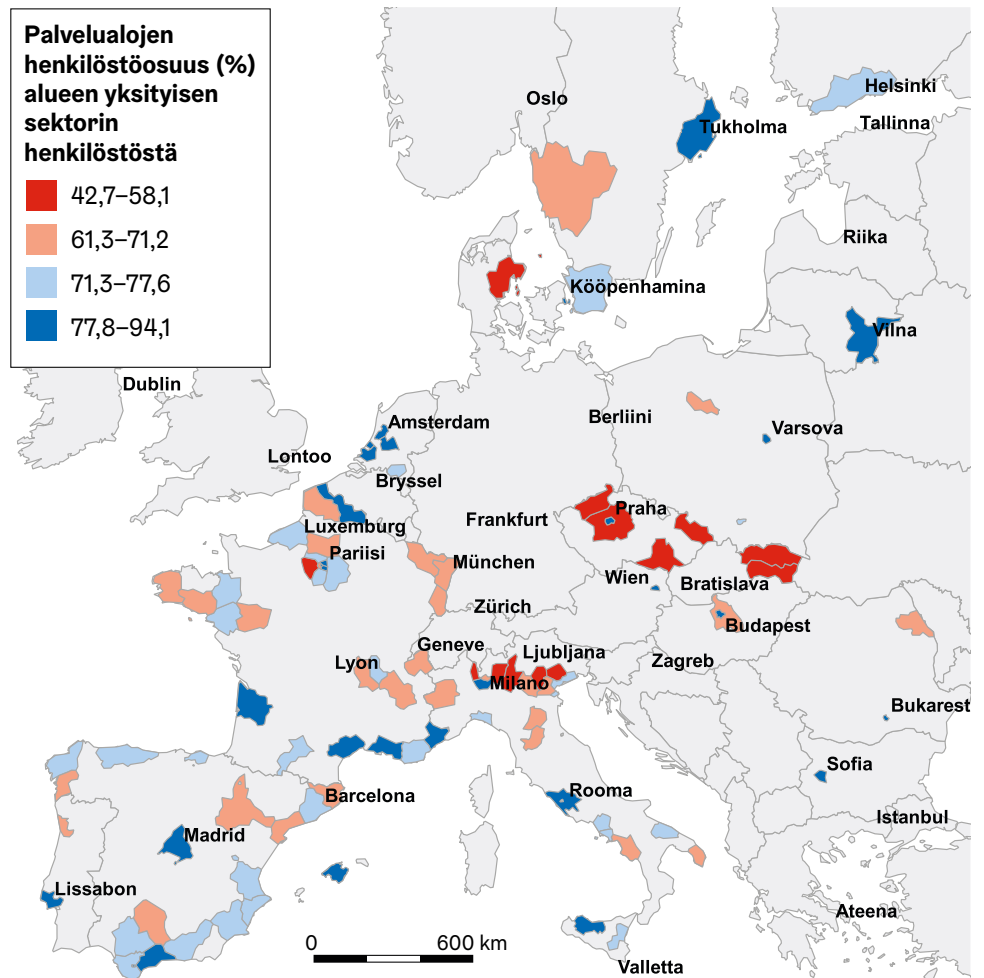 Palvelualojen
henkilöstöosuus (%)
alueen yksityisen
sektorin
henkilöstöstä
42,7–58,1
61,3–71,2
71,3–77,6
77,8–94,1
Oslo
Helsinki
Tukholma
Tallinna
Riika
Kööpenhamina
Vilna
Dublin
Amsterdam
Berliini
Varsova
Lontoo
Bryssel
Praha
Frankfurt
Luxemburg
Pariisi
München
Wien
Bratislava
Zürich
Budapest
Geneve
Ljubljana
Lyon
Zagreb
Milano
Bukarest
Sofia
Rooma
Barcelona
Istanbul
Madrid
Lissabon
Ateena
0 600 km
Valletta